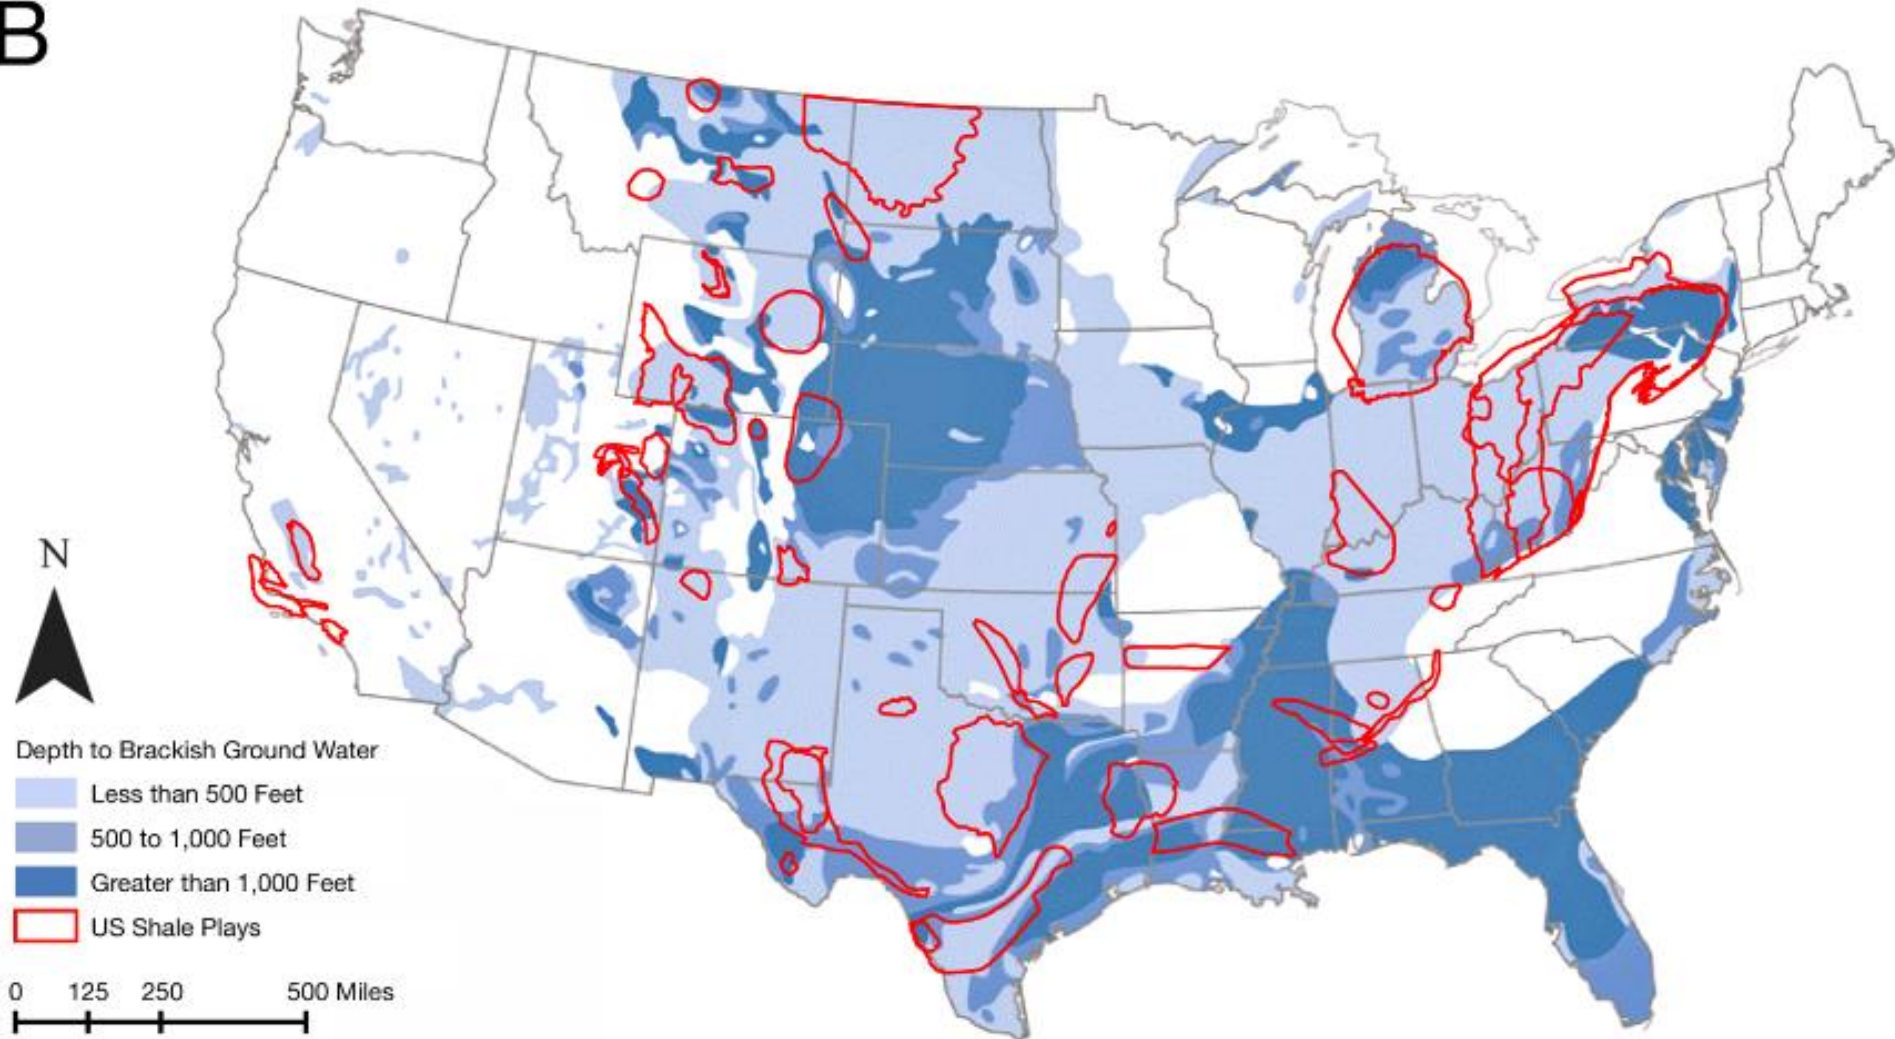 B
N
Depth to Brackish Ground Water
Less than 500 Feet
500 to 1,000 Feet
Greater than 1,000 Feet
US Shale Plays
0 125 250 500 Miles